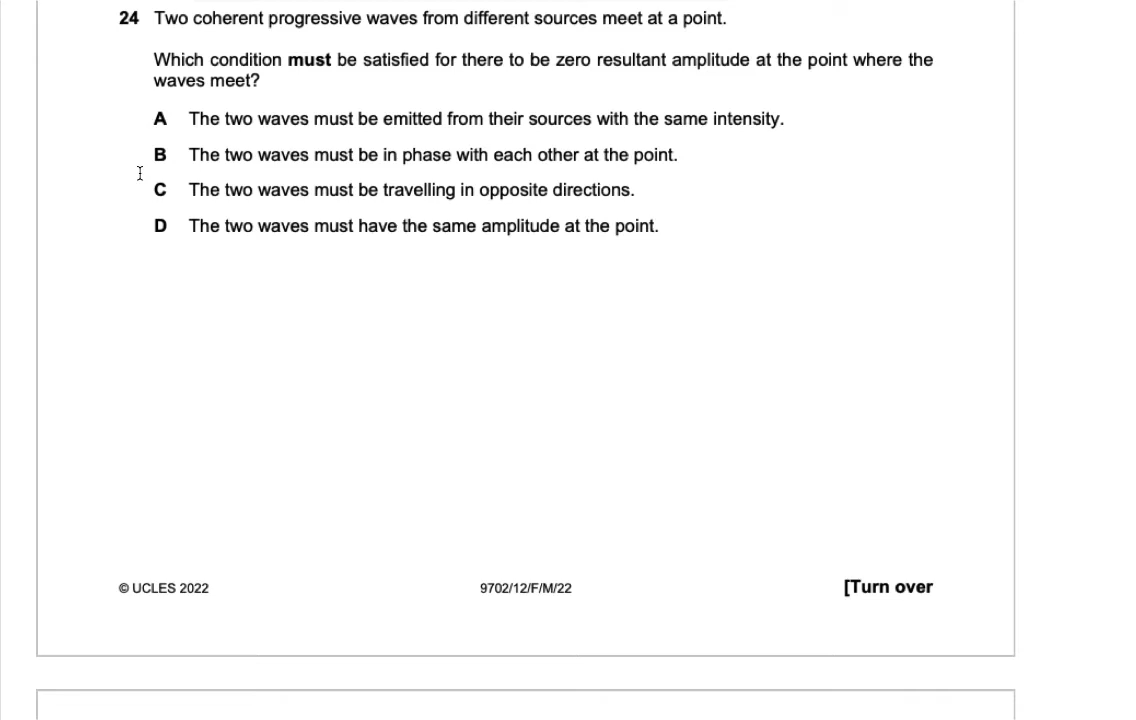 24 Two coherent progressive waves from different sources meet at a point.
Which condition must be satisfied for there to be zero resultant amplitude at the point where the
waves meet?
A The two waves must be emitted from their sources with the same intensity.
B The two waves must be in phase with each other at the point.
C The two waves must be travelling in opposite directions.
D The two waves must have the same amplitude at the point.
© UCLES 2022 9702/12/F/M/22 [Turn over